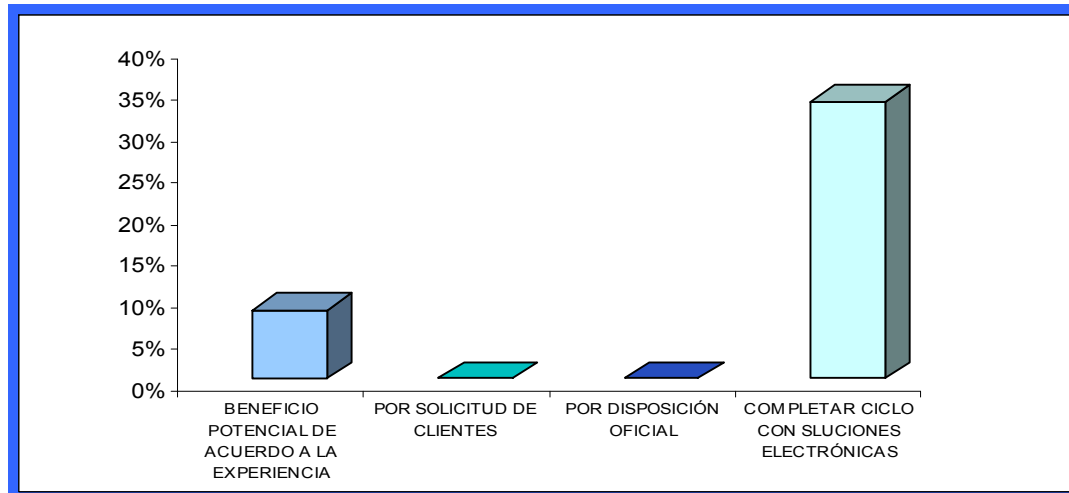 40%
35%
30%
25%
20%
15%
10%
5%
0%
BENEFICIO
POTENCIAL DE
ACUERDO A LA
EXPERIENCIA
POR SOLICITUD DE
CLIENTES
POR DISPOSICIÓN
OFICIAL
COMPLETAR CICLO
CON SLUCIONES
ELECTRÓNICAS